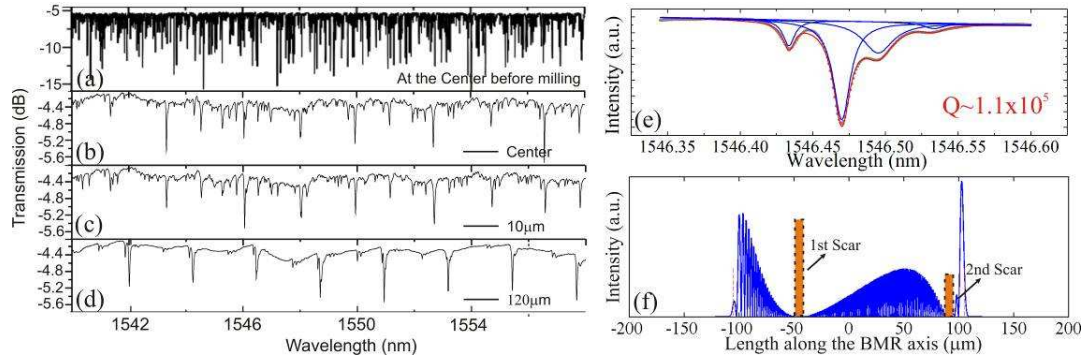 -5
-10
-15
(a)
At the Center before milling
-4.4
-4.8
-5.2
-5.6
(b)
Center
-4.4
-4.8
-5.2
-5.6
(c)
10μm
-4.4
-4.8
-5.2
-5.6
(d)
120μm
1542
1546
1550
1554
Wavelength (nm)
Transmission (dB)
Intensity (a.u.)
(e)
Q~1.1x10⁵
1546.35
1546.40
1546.45
1546.50
1546.55
1546.60
Wavelength (nm)
Intensity (a.u.)
1st Scar
2nd Scar
(f)
-200
-150
-100
-50
0
50
100
150
200
Length along the BMR axis (μm)